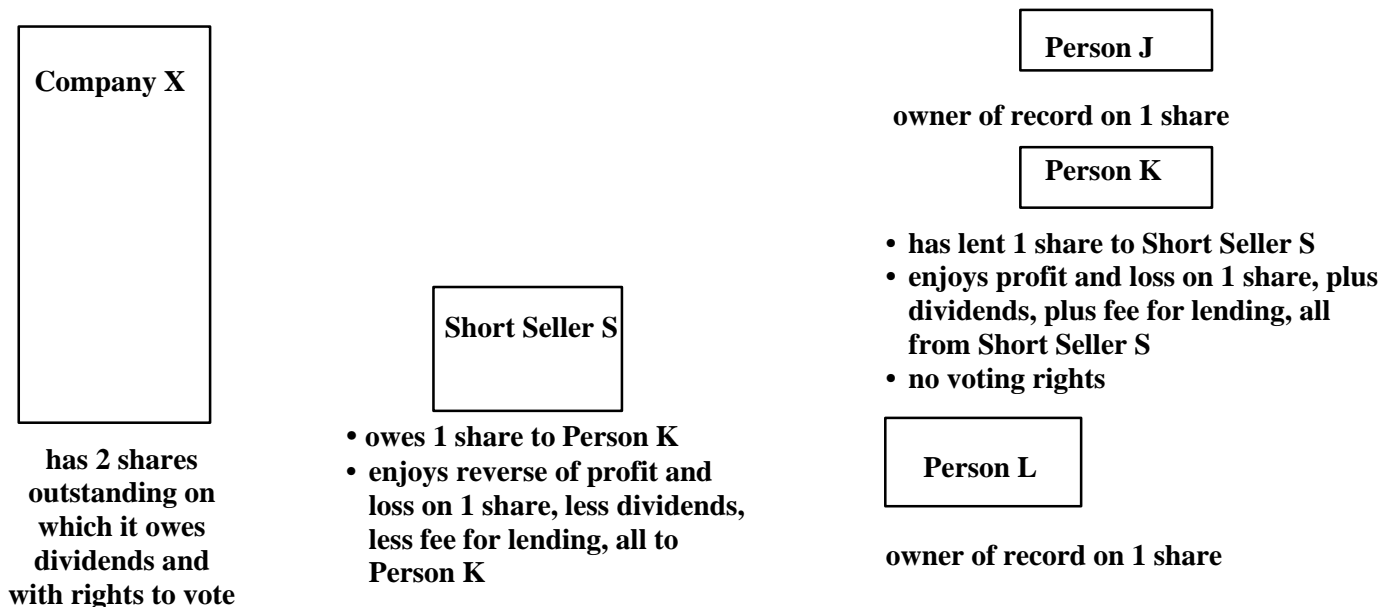 Company X
has 2 shares
outstanding on
which it owes
dividends and
with rights to vote
Short Seller S
• owes 1 share to Person K
• enjoys reverse of profit and
loss on 1 share, less dividends,
less fee for lending, all to
Person K
Person J
owner of record on 1 share
Person K
• has lent 1 share to Short Seller S
• enjoys profit and loss on 1 share, plus
dividends, plus fee for lending, all
from Short Seller S
• no voting rights
Person L
owner of record on 1 share